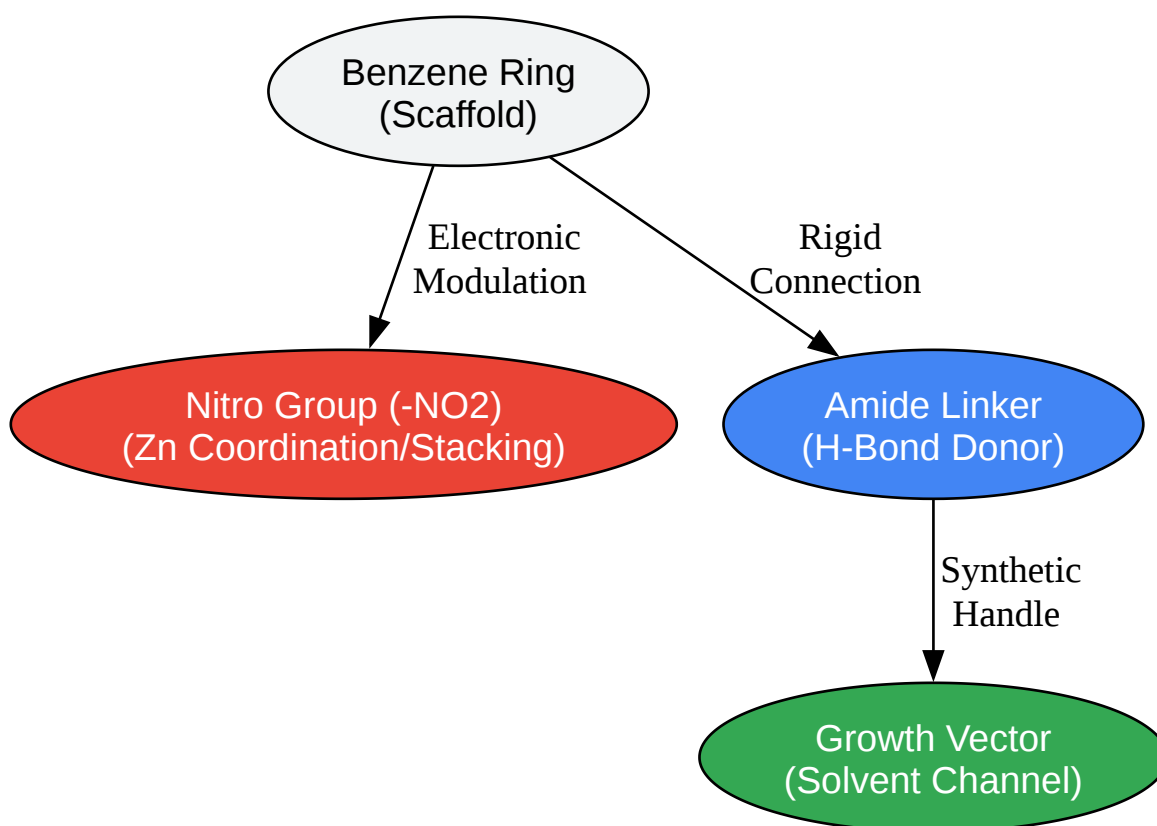 Benzene Ring
(Scaffold)
Electronic
Modulation
Rigid
Connection
Nitro Group (-NO2)
(Zn Coordination/Stacking)
Amide Linker
(H-Bond Donor)
Synthetic
Handle
Growth Vector
(Solvent Channel)